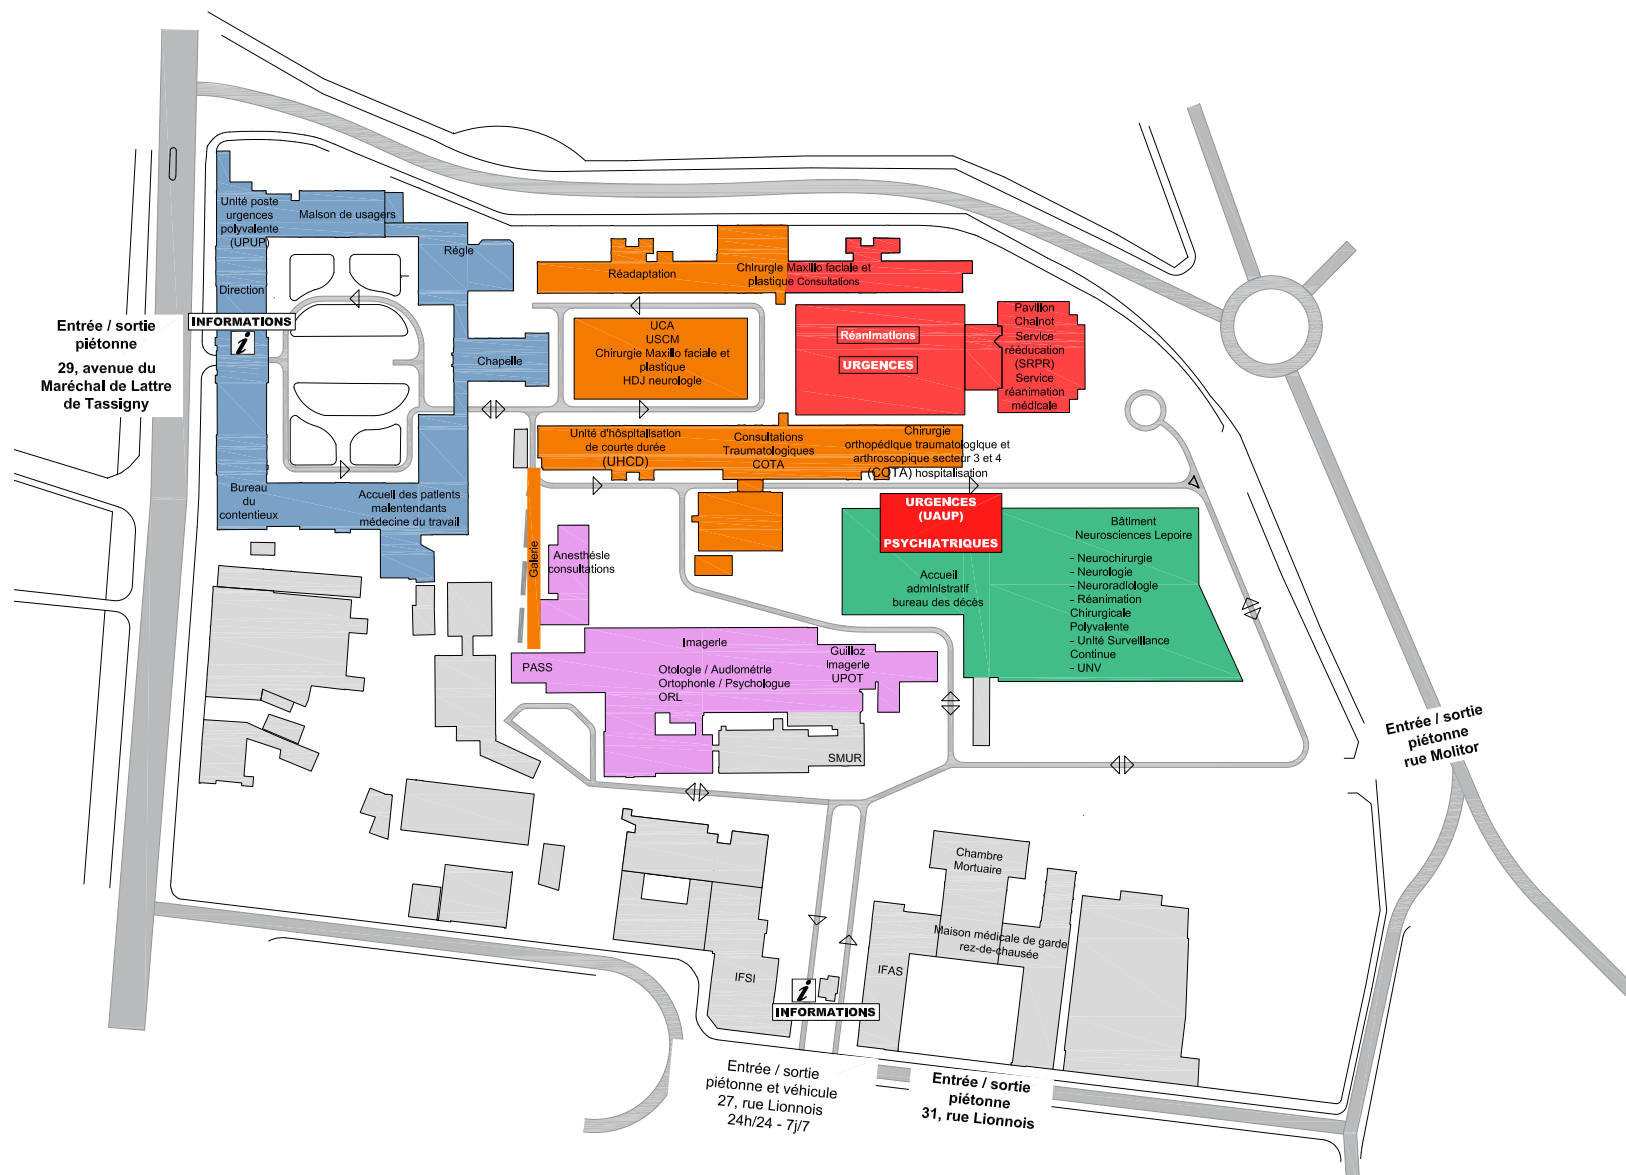 Unité poste
urgences
polyvalente
(UPUP)
Maison de usagers
Régie
Direction
INFORMATIONS
i
Entrée / sortie
piétonne
29, avenue du
Maréchal de Lattre
de Tassigny
Chapelle
Bureau
du
contentieux
Accueil des patients
malentendants
médecine du travail
Réadaptation
Chirurgie Maxillo faciale et
plastique Consultations
UCA
USCM
Chirurgie Maxillo faciale et
plastique
HDJ neurologie
Réanimations
URGENCES
Pavillon
Chalnot
Service
rééducation
(SRPR)
Service
réanimation
médicale
Unité d'hôspitalisation
de courte durée
(UHCD)
Consultations
Traumatologiques
COTA
Chirurgie
orthopédique traumatologique et
arthroscopique secteur 3 et 4
(COTA) hospitalisation
URGENCES
(UAUP)
PSYCHIATRIQUES
Bâtiment
Neurosciences Lepoire
- Neurochirurgie
- Neurologie
- Neuroradiologie
- Réanimation
Chirurgicale
Polyvalente
- Unité Surveillance
Continue
- UNV
Accueil
administratif
bureau des décès
Galerie
Anesthésie
consultations
Imagerie
PASS
Otologie / Audiométrie
Ortophonie / Psychologue
ORL
Guilloz
Imagerie
UPOT
SMUR
Entrée / sortie
piétonne
rue Molitor
Chambre
Mortuaire
Maison médicale de garde
rez-de-chausée
IFSI
IFAS
i
INFORMATIONS
Entrée / sortie
piétonne et véhicule
27, rue Lionnois
24h/24 - 7j/7
Entrée / sortie
piétonne
31, rue Lionnois